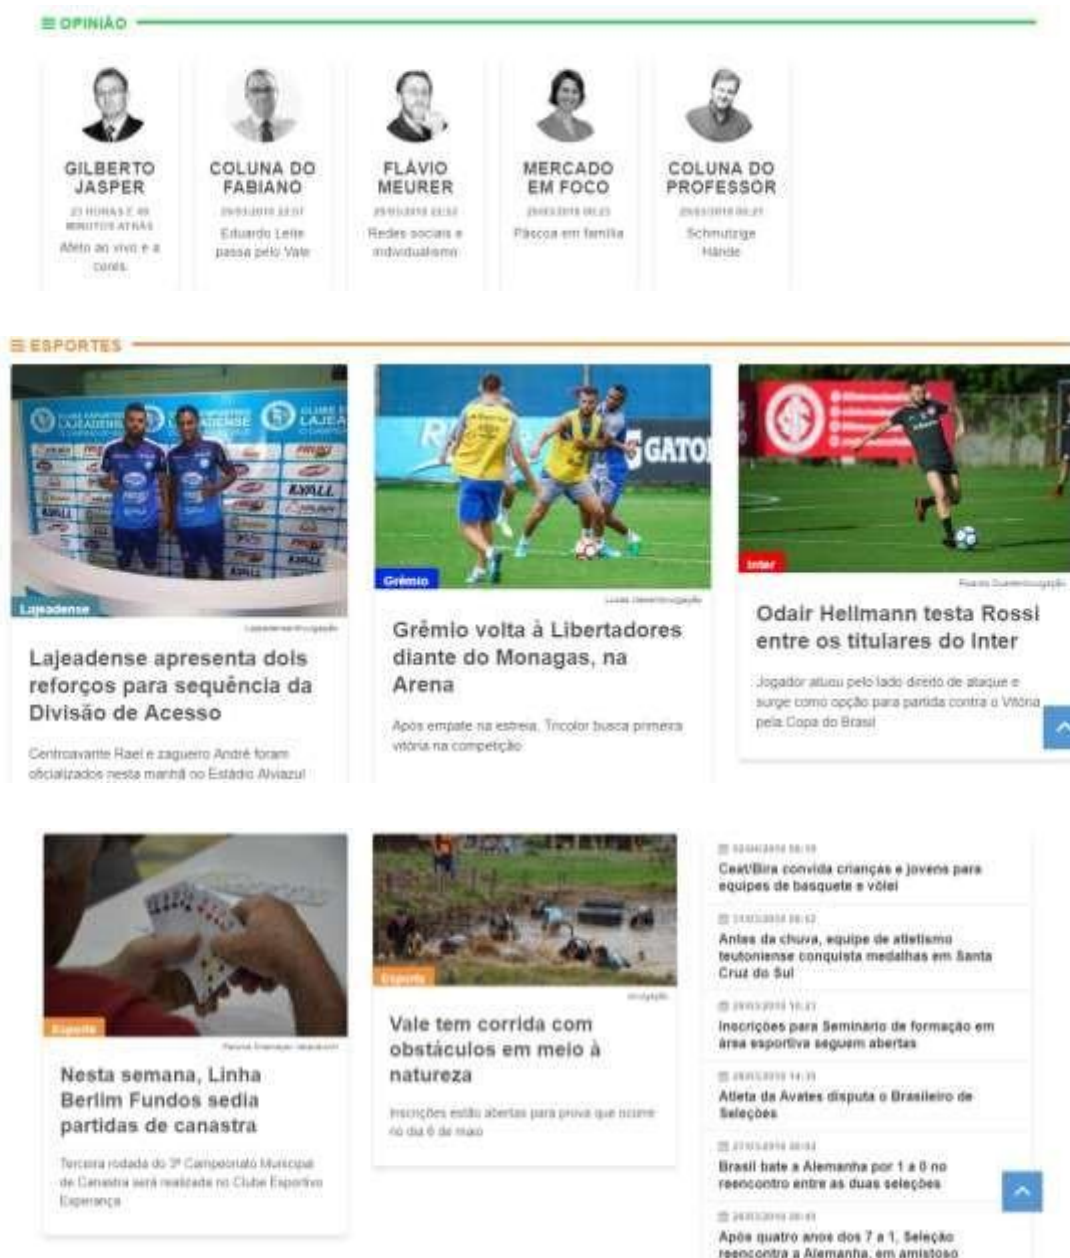 OPINIÃO
GILBERTO
JASPER
MINUTOS ATRÁS
Afeto ao vivo e a
cores
COLUNA DO
FABIANO
Eduardo Leite
passa pelo Vale
FLÁVIO
MEURER
Redes sociais e
individualismo
MERCADO
EM FOCO
Páscoa em família
COLUNA DO
PROFESSOR
Schmutzige
Hände
ESPORTES
Lajeadense
Lajeadense apresenta dois
reforços para sequência da
Divisão de Acesso
Centroavante Rael e zagueiro André foram
oficializados nesta manhã no Estádio Alviazul
GATO
Grêmio
Grêmio volta à Libertadores
diante do Monagas, na
Arena
Após empate na estreia, Tricolor busca primeira
vitória na competição
Inter
Odair Hellmann testa Rossi
entre os titulares do Inter
Jogador atuou pelo lado direito de ataque e
surge como opção para partida contra o Vitória
pela Copa do Brasil
Esporte
Nesta semana, Linha
Berlim Fundos sedia
partidas de canastra
Terceira rodada do 3º Campeonato Municipal
de Canastra será realizada no Clube Esportivo
Esperança
Esporte
Vale tem corrida com
obstáculos em meio à
natureza
Inscrições estão abertas para prova que ocorre
no dia 6 de maio
Ceat/Bira convida crianças e jovens para
equipes de basquete e vôlei
Antes da chuva, equipe de atletismo
teutoniense conquista medalhas em Santa
Cruz do Sul
Inscrições para Seminário de formação em
área esportiva seguem abertas
Atleta da Avates disputa o Brasileiro de
Seleções
Brasil bate a Alemanha por 1 a 0 no
reencontro entre as duas seleções
Após quatro anos dos 7 a 1, Seleção
reencontra a Alemanha, em amistoso